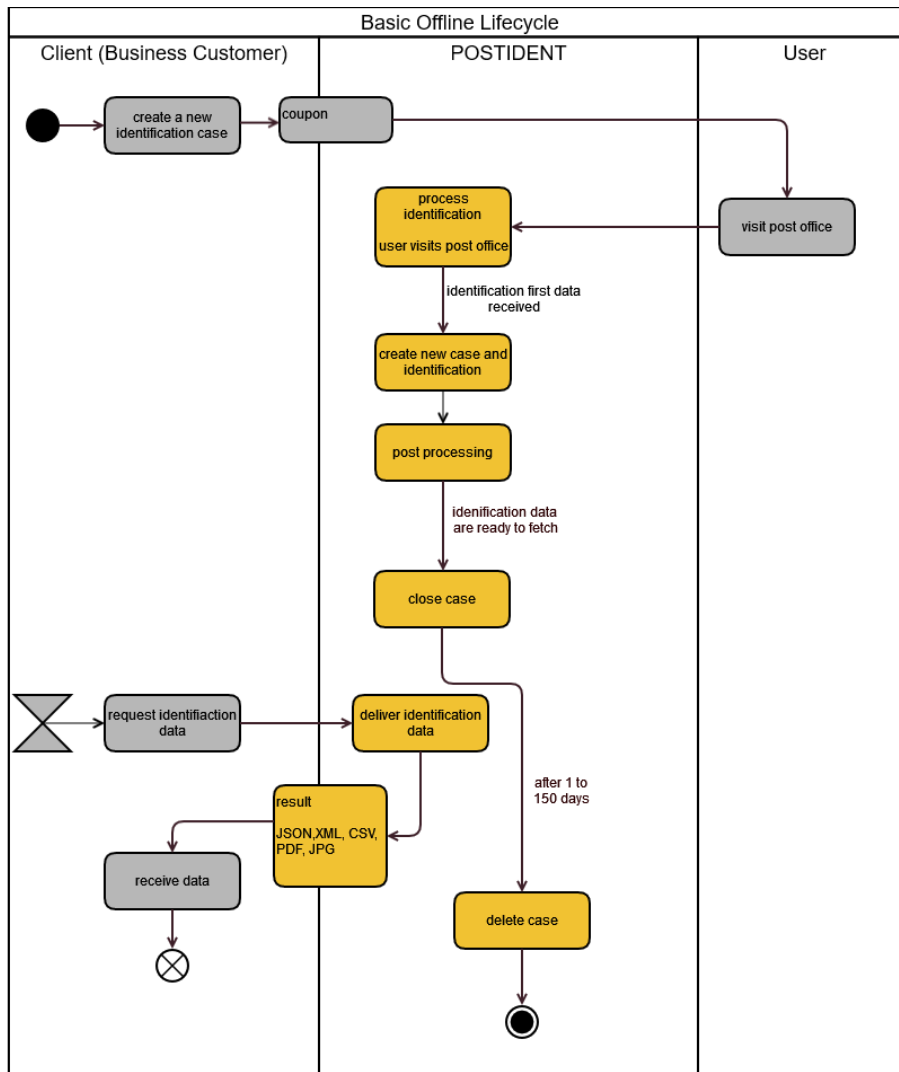 Basic Offline Lifecycle
Client (Business Customer)
POSTIDENT
User
create a new
identification case
coupon
visit post office
process
identification
user visits post office
identification first data
received
create new case and
identification
post processing
idenification data
are ready to fetch
close case
request identifiaction
data
deliver identification
data
after 1 to
150 days
result
JSON,XML, CSV,
PDF, JPG
receive data
delete case